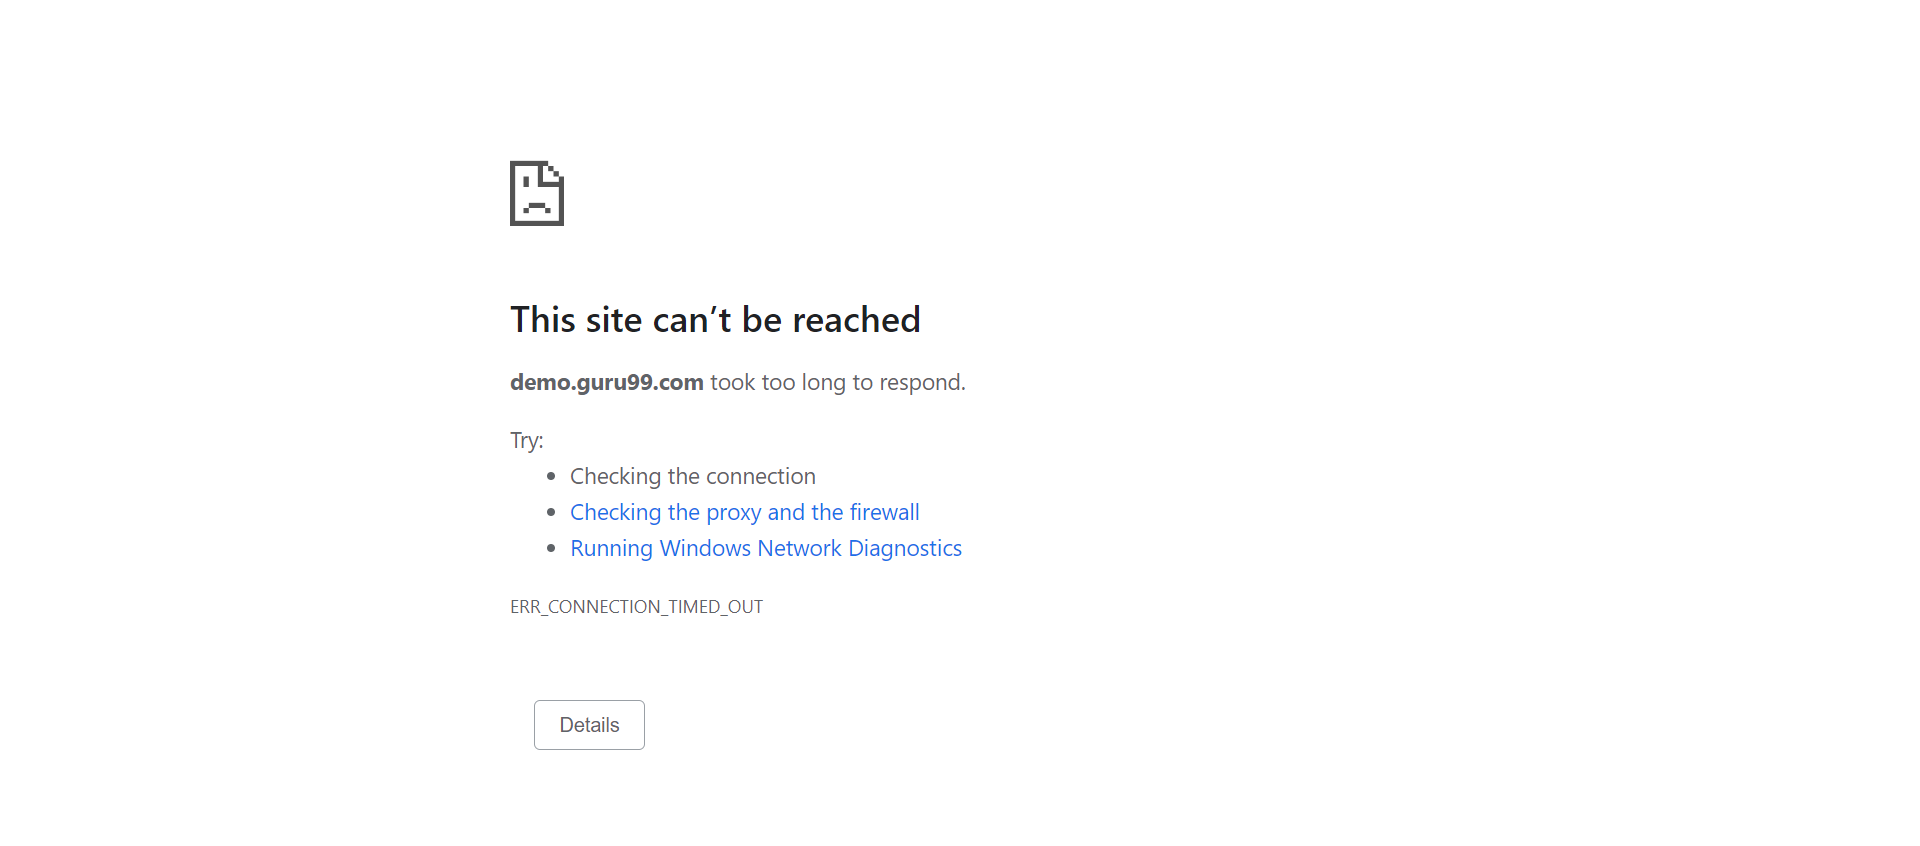 This site can’t be reached
demo.guru99.com took too long to respond.
Try:
Checking the connection
Checking the proxy and the firewall
Running Windows Network Diagnostics
ERR_CONNECTION_TIMED_OUT
Details